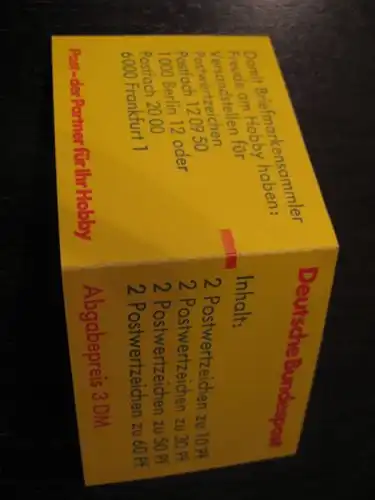 Damit Briefmarkensammler
Freude am Hobby haben:
Versandstellen für
Postwertzeichen
Postfach 12 09 50
1000 Berlin 12 oder
Postfach 20 00
6000 Frankfurt 1
Post - der Partner für Ihr Hobby
Deutsche Bundespost
Inhalt:
2 Postwertzeichen zu 10 Pf
2 Postwertzeichen zu 30 Pf
2 Postwertzeichen zu 50 Pf
2 Postwertzeichen zu 60 Pf
Abgabepreis 3 DM